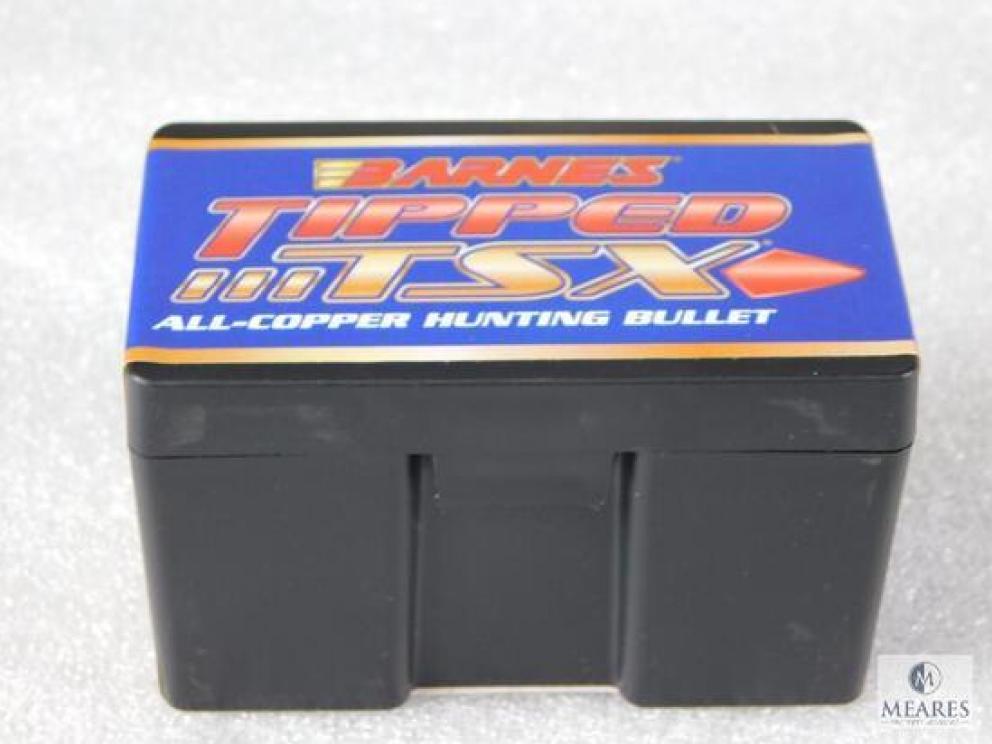 BARNES
TIPPED
TSX
ALL-COPPER HUNTING BULLET
M
MEARES